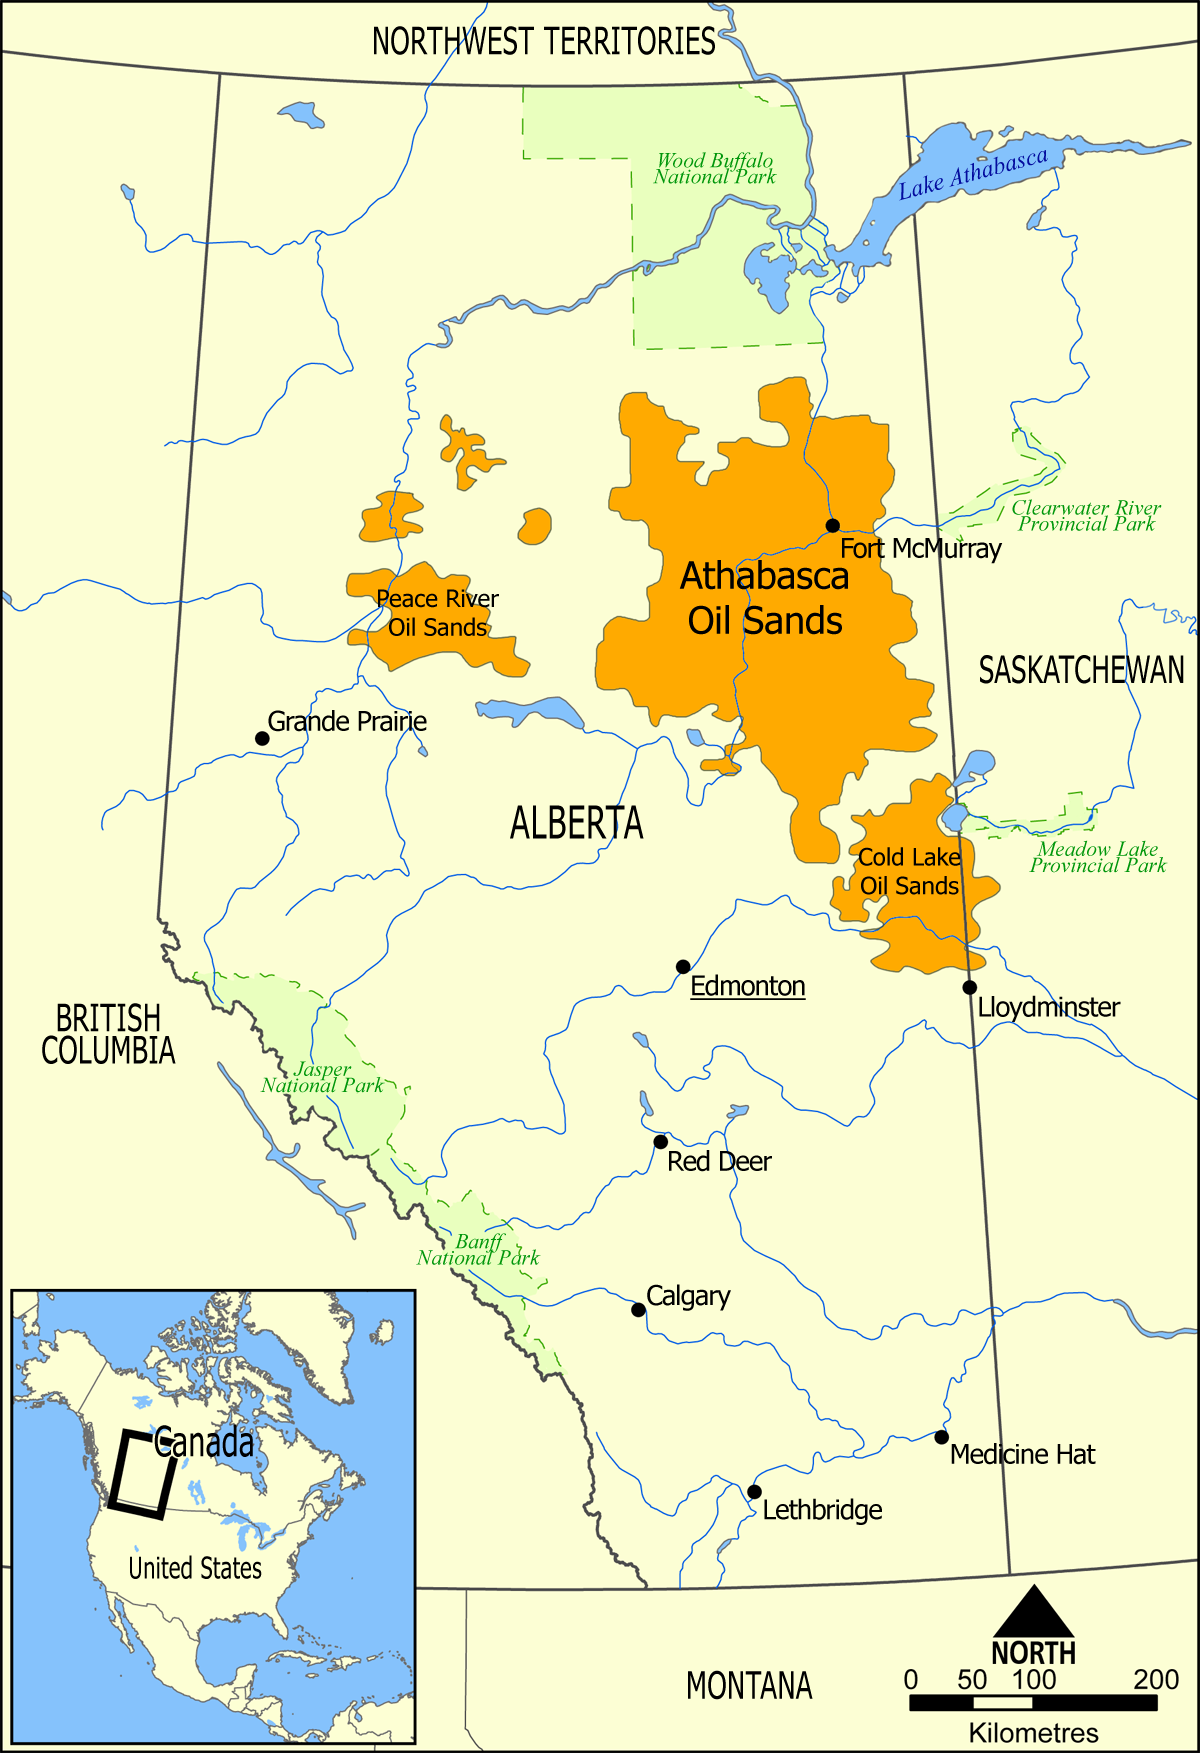 NORTHWEST TERRITORIES
Wood Buffalo
National Park
Lake Athabasca
Clearwater River
Provincial Park
Fort McMurray
Athabasca
Oil Sands
Peace River
Oil Sands
SASKATCHEWAN
Grande Prairie
ALBERTA
Cold Lake
Oil Sands
Meadow Lake
Provincial Park
Edmonton
Lloydminster
BRITISH
COLUMBIA
Jasper
National Park
Red Deer
Banff
National Park
Calgary
Medicine Hat
Lethbridge
Canada
United States
MONTANA
NORTH
0 50 100 200
Kilometres